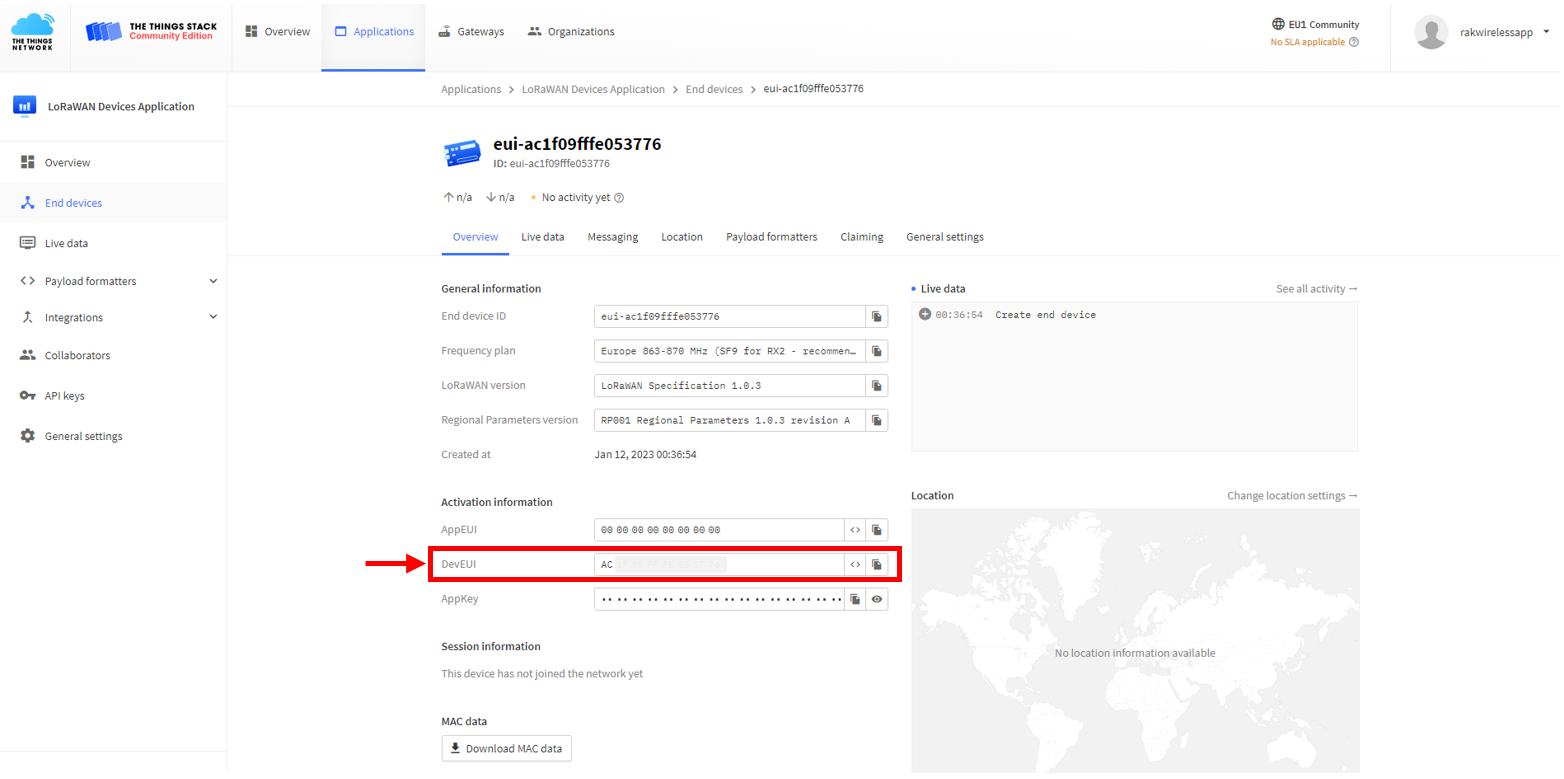 THE THINGS
NETWORK
THE THINGS STACK
Community Edition
Overview
Applications
Gateways
Organizations
EU1 Community
No SLA applicable
rakwirelessapp
LoRaWAN Devices Application
Overview
End devices
Live data
Payload formatters
Integrations
Collaborators
API keys
General settings
Applications > LoRaWAN Devices Application > End devices > eui-ac1f09fffe053776
eui-ac1f09fffe053776
ID: eui-ac1f09fffe053776
↑ n/a ↓ n/a • No activity yet
Overview Live data Messaging Location Payload formatters Claiming General settings
General information
End device ID eui-ac1f09fffe053776
Frequency plan Europe 863-870 MHz (SF9 for RX2 - recommen…
LoRaWAN version LoRaWAN Specification 1.0.3
Regional Parameters version RP001 Regional Parameters 1.0.3 revision A
Created at Jan 12, 2023 00:36:54
Activation information
AppEUI 00 00 00 00 00 00 00 00
DevEUI AC
AppKey •• •• •• •• •• •• •• •• •• •• •• •• •• •• •• ••
Session information
This device has not joined the network yet
MAC data
Download MAC data
• Live data
See all activity →
00:36:54 Create end device
Location
Change location settings →
No location information available